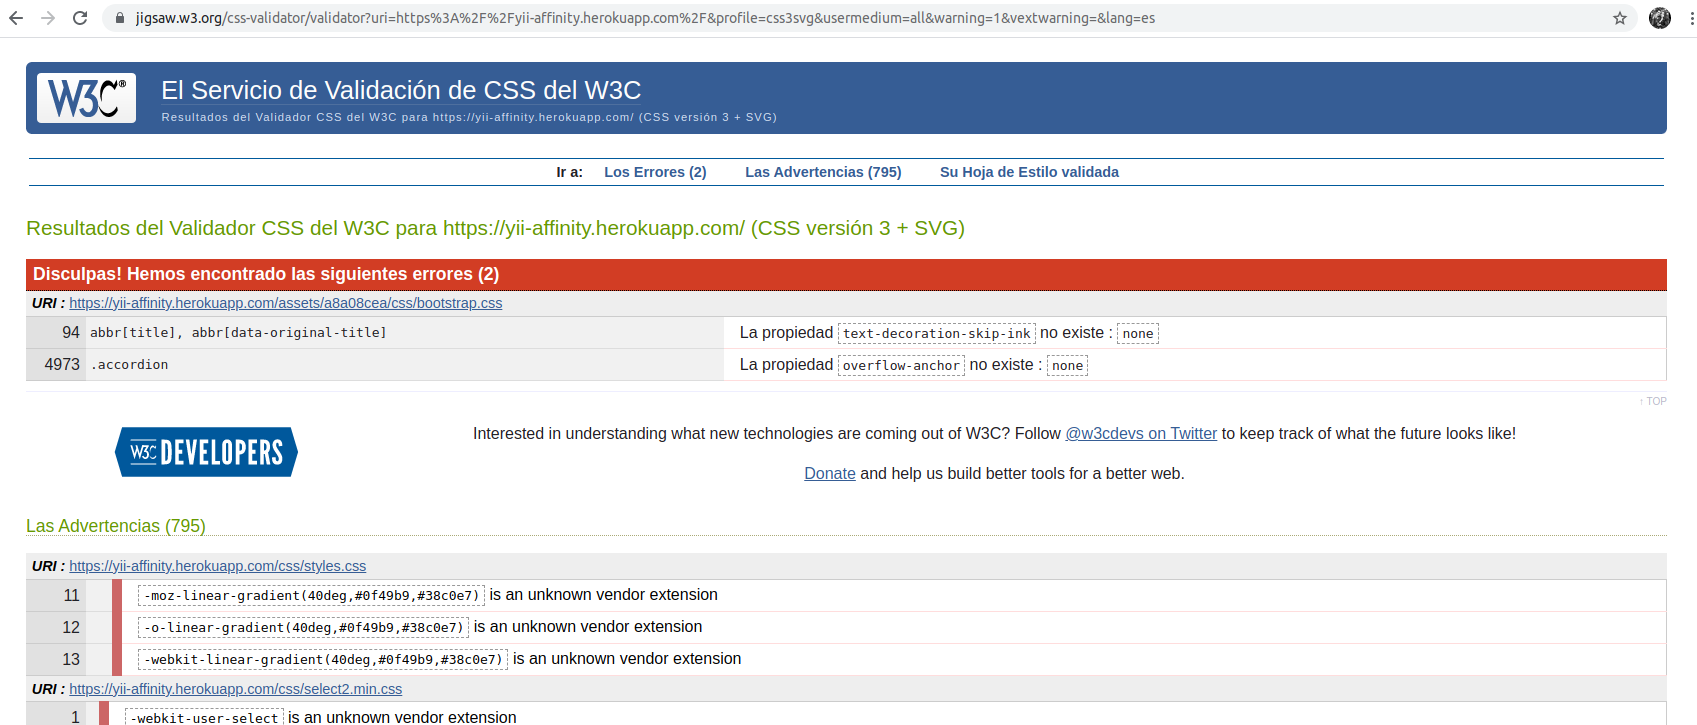 jigsaw.w3.org/css-validator/validator?uri=https%3A%2F%2Fyii-affinity.herokuapp.com%2F&profile=css3svg&usermedium=all&warning=1&vextwarning=&lang=es
W3C®
El Servicio de Validación de CSS del W3C
Resultados del Validador CSS del W3C para https://yii-affinity.herokuapp.com/ (CSS versión 3 + SVG)
Ir a: Los Errores (2) Las Advertencias (795) Su Hoja de Estilo validada
Resultados del Validador CSS del W3C para https://yii-affinity.herokuapp.com/ (CSS versión 3 + SVG)
Disculpas! Hemos encontrado las siguientes errores (2)
URI : https://yii-affinity.herokuapp.com/assets/a8a08cea/css/bootstrap.css
94 abbr[title], abbr[data-original-title] La propiedad text-decoration-skip-ink no existe : none
4973 .accordion La propiedad overflow-anchor no existe : none
↑ TOP
W3C DEVELOPERS
Interested in understanding what new technologies are coming out of W3C? Follow @w3cdevs on Twitter to keep track of what the future looks like!
Donate and help us build better tools for a better web.
Las Advertencias (795)
URI : https://yii-affinity.herokuapp.com/css/styles.css
11 -moz-linear-gradient(40deg,#0f49b9,#38c0e7) is an unknown vendor extension
12 -o-linear-gradient(40deg,#0f49b9,#38c0e7) is an unknown vendor extension
13 -webkit-linear-gradient(40deg,#0f49b9,#38c0e7) is an unknown vendor extension
URI : https://yii-affinity.herokuapp.com/css/select2.min.css
1 -webkit-user-select is an unknown vendor extension